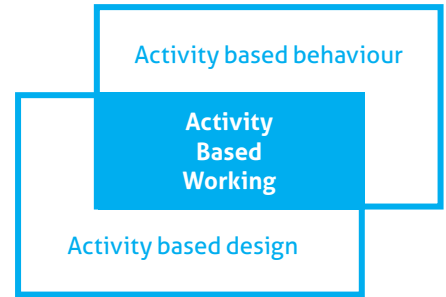 Activity based behaviour
Activity
Based
Working
Activity based design